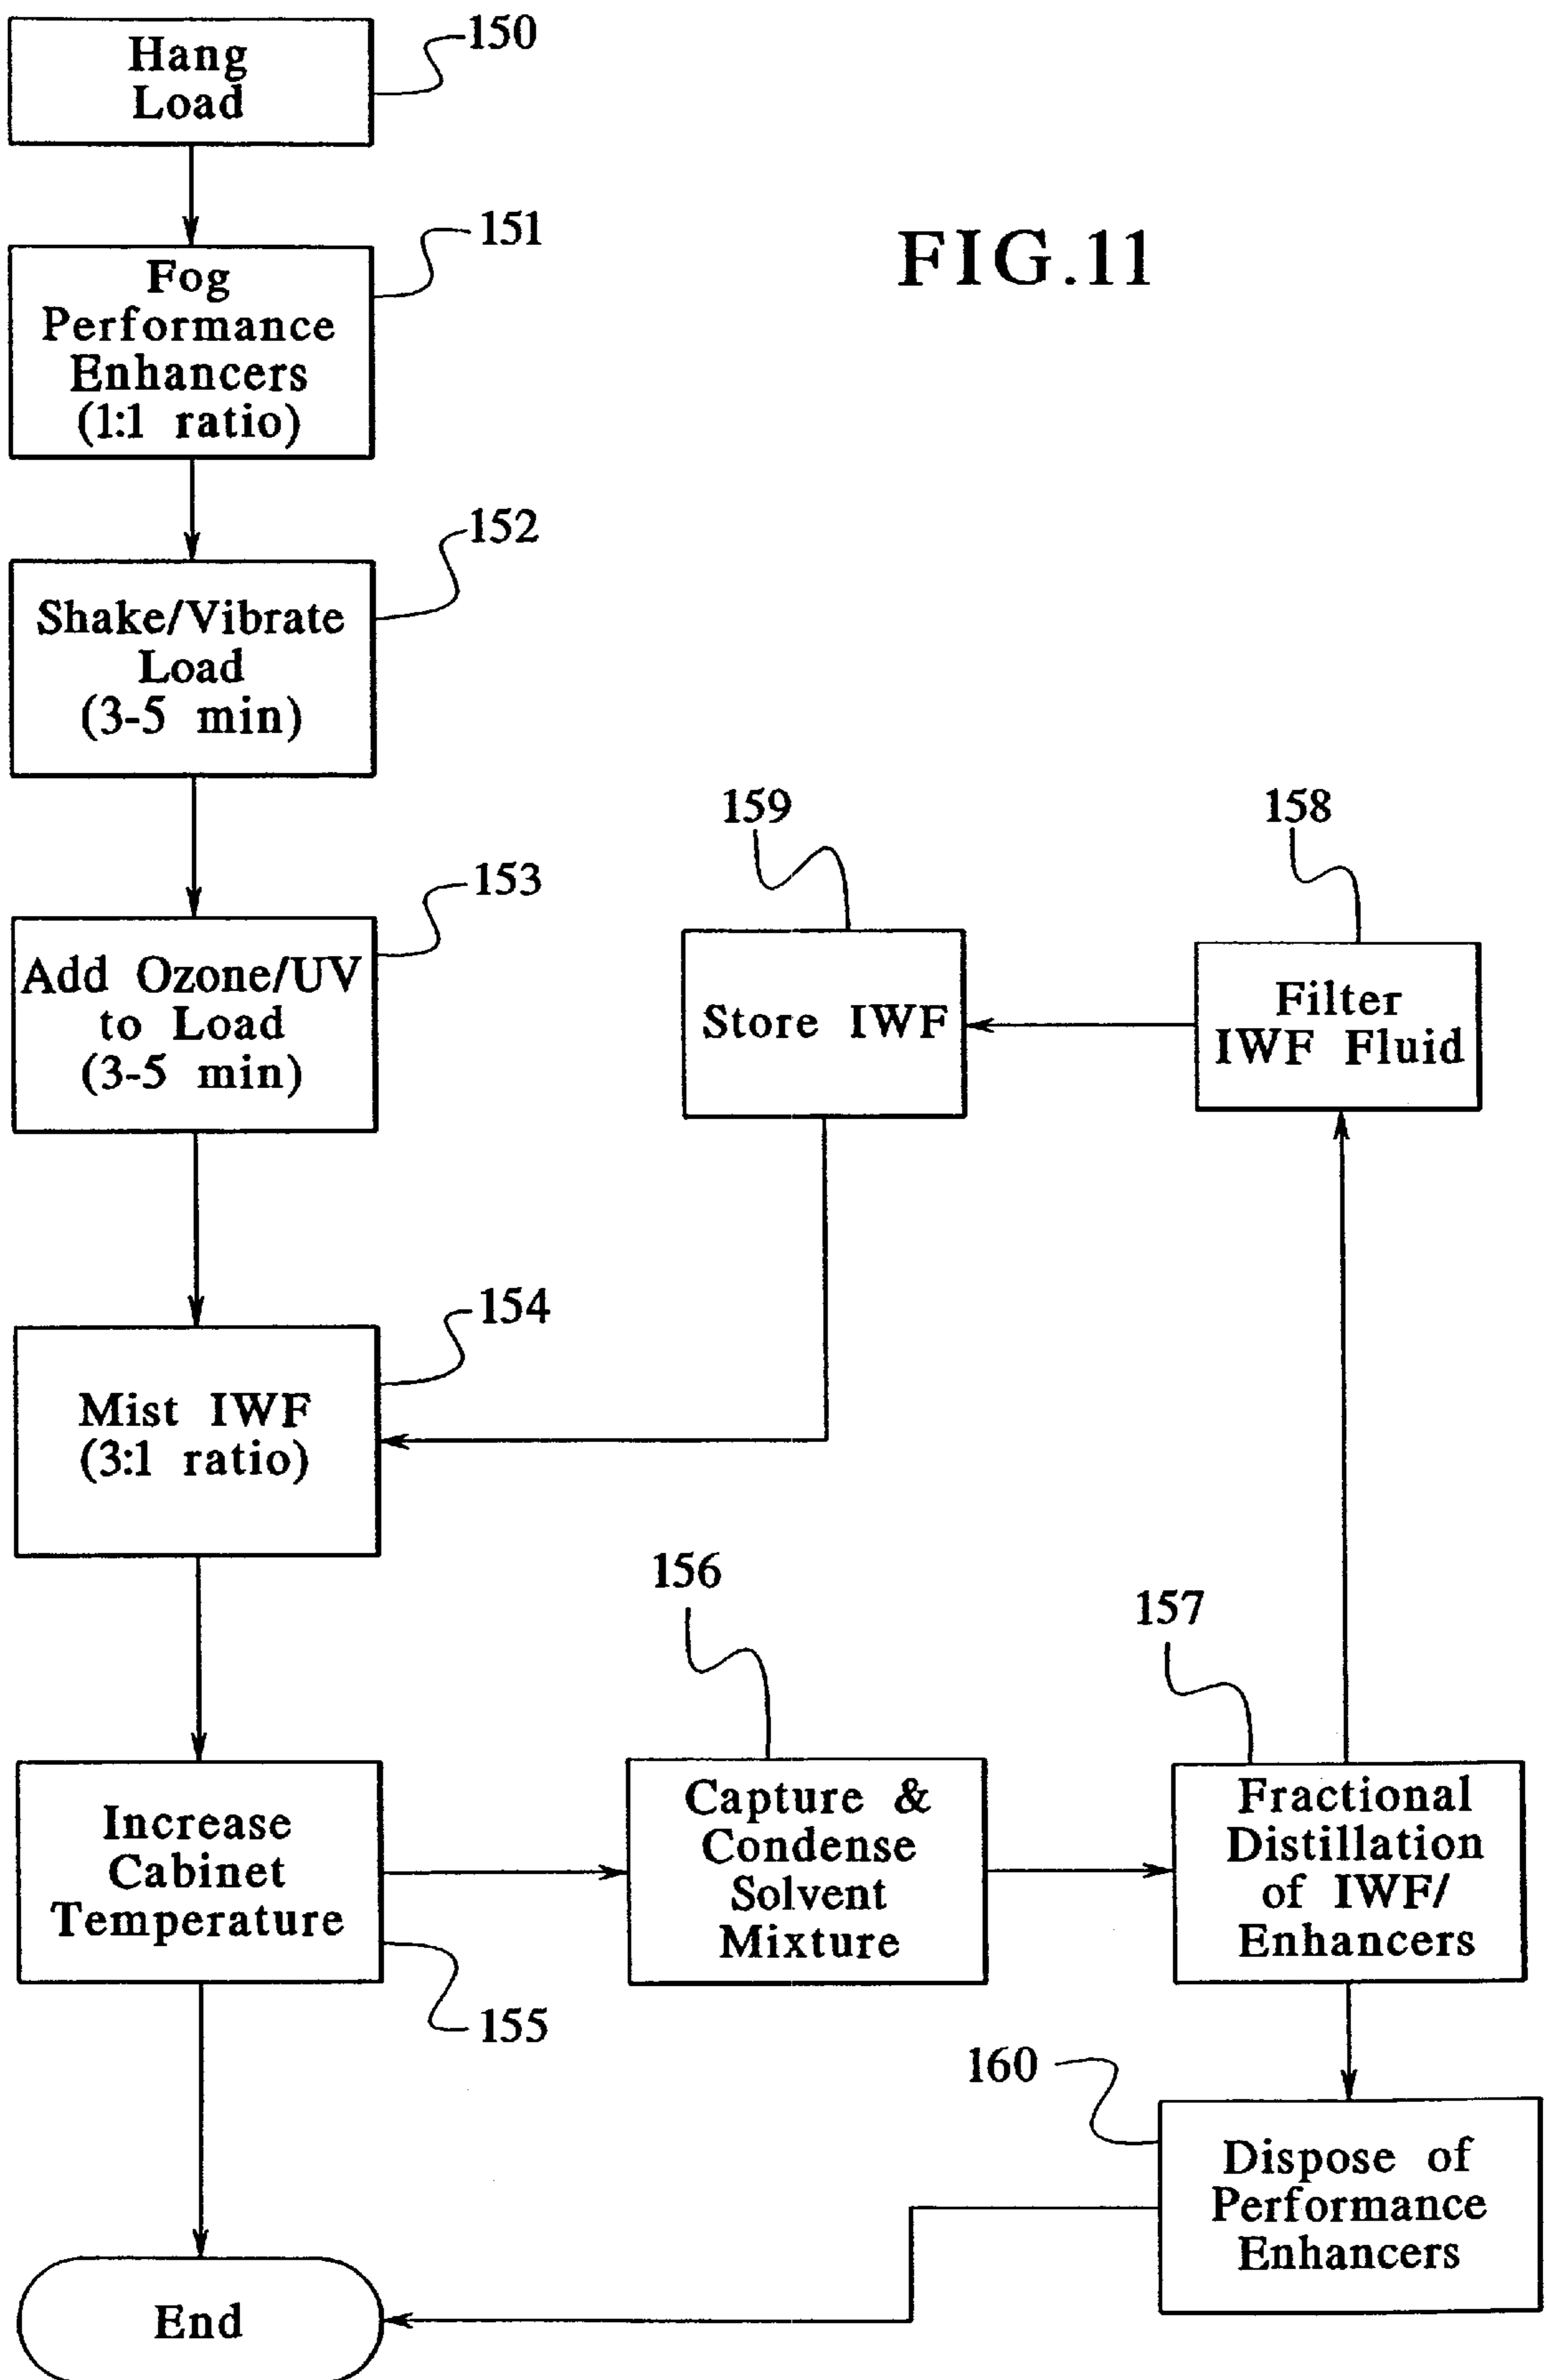 Hang
Load
150
FIG.11
Fog
Performance
Enhancers
(1:1 ratio)
151
Shake/Vibrate
Load
(3-5 min)
152
Add Ozone/UV
to Load
(3-5 min)
153
159
Store IWF
158
Filter
IWF Fluid
Mist IWF
(3:1 ratio)
154
Increase
Cabinet
Temperature
155
156
Capture &
Condense
Solvent
Mixture
157
Fractional
Distillation
of IWF/
Enhancers
160
Dispose of
Performance
Enhancers
End